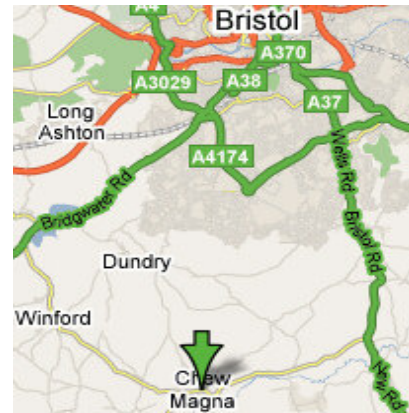 A4
Bristol
A370
A3029
A38
A37
Long
Ashton
A4174
Wells Rd
Bridgwater Rd
Bristol Rd
Dundry
Winford
Chew
Magna
New Rd